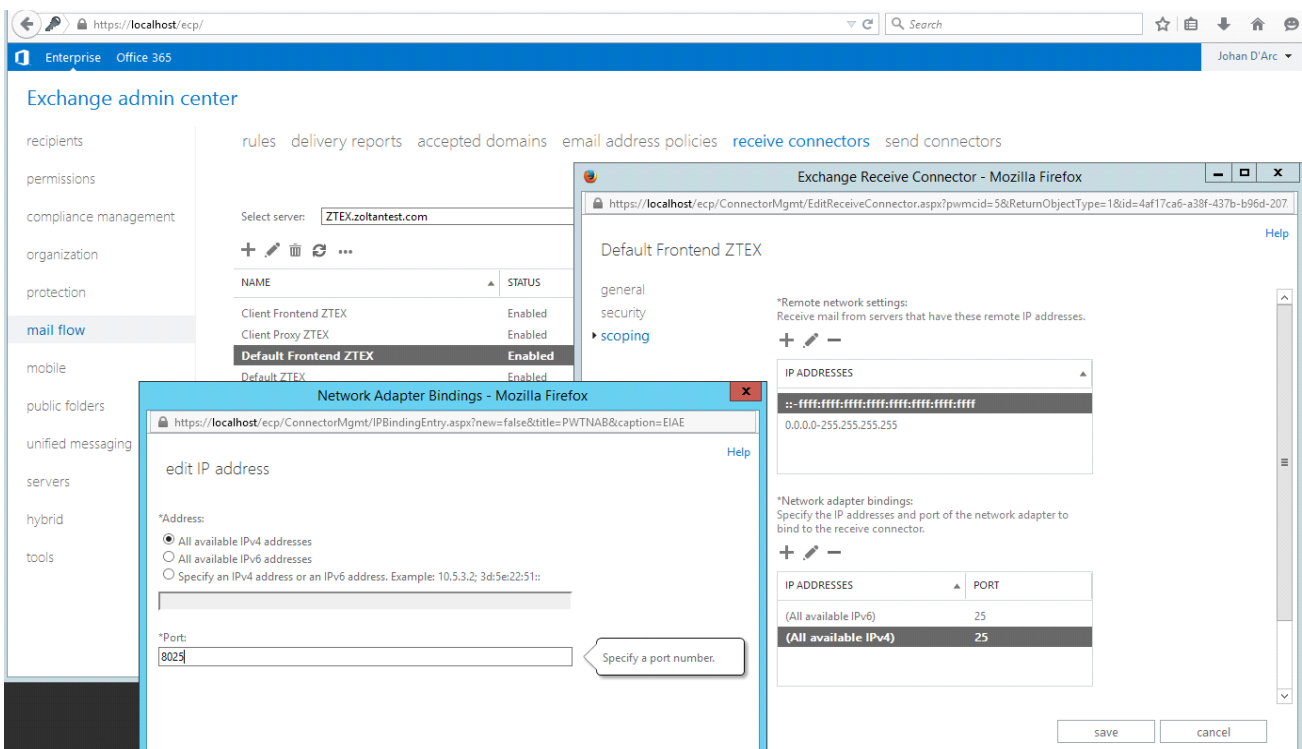 https://localhost/ecp/
Search
Enterprise Office 365
Johan D'Arc
Exchange admin center
recipients
permissions
compliance management
organization
protection
mail flow
mobile
public folders
unified messaging
servers
hybrid
tools
rules delivery reports accepted domains email address policies receive connectors send connectors
Select server: ZTEX.zoltantest.com
NAME STATUS
Client Frontend ZTEX Enabled
Client Proxy ZTEX Enabled
Default Frontend ZTEX Enabled
Default ZTEX Enabled
Exchange Receive Connector - Mozilla Firefox
https://localhost/ecp/ConnectorMgmt/EditReceiveConnector.aspx?pwmcid=5&ReturnObjectType=1&id=4af17ca6-a38f-437b-b96d-207
Help
Default Frontend ZTEX
general
security
scoping
*Remote network settings:
Receive mail from servers that have these remote IP addresses.
IP ADDRESSES
::-ffff:ffff:ffff:ffff:ffff:ffff:ffff:ffff
0.0.0.0-255.255.255.255
*Network adapter bindings:
Specify the IP addresses and port of the network adapter to
bind to the receive connector.
IP ADDRESSES PORT
(All available IPv6) 25
(All available IPv4) 25
save cancel
Network Adapter Bindings - Mozilla Firefox
https://localhost/ecp/ConnectorMgmt/IPBindingEntry.aspx?new=false&title=PWTNAB&caption=EIAE
Help
edit IP address
*Address:
All available IPv4 addresses
All available IPv6 addresses
Specify an IPv4 address or an IPv6 address. Example: 10.5.3.2; 3d:5e:22:51::
*Port:
8025
Specify a port number.